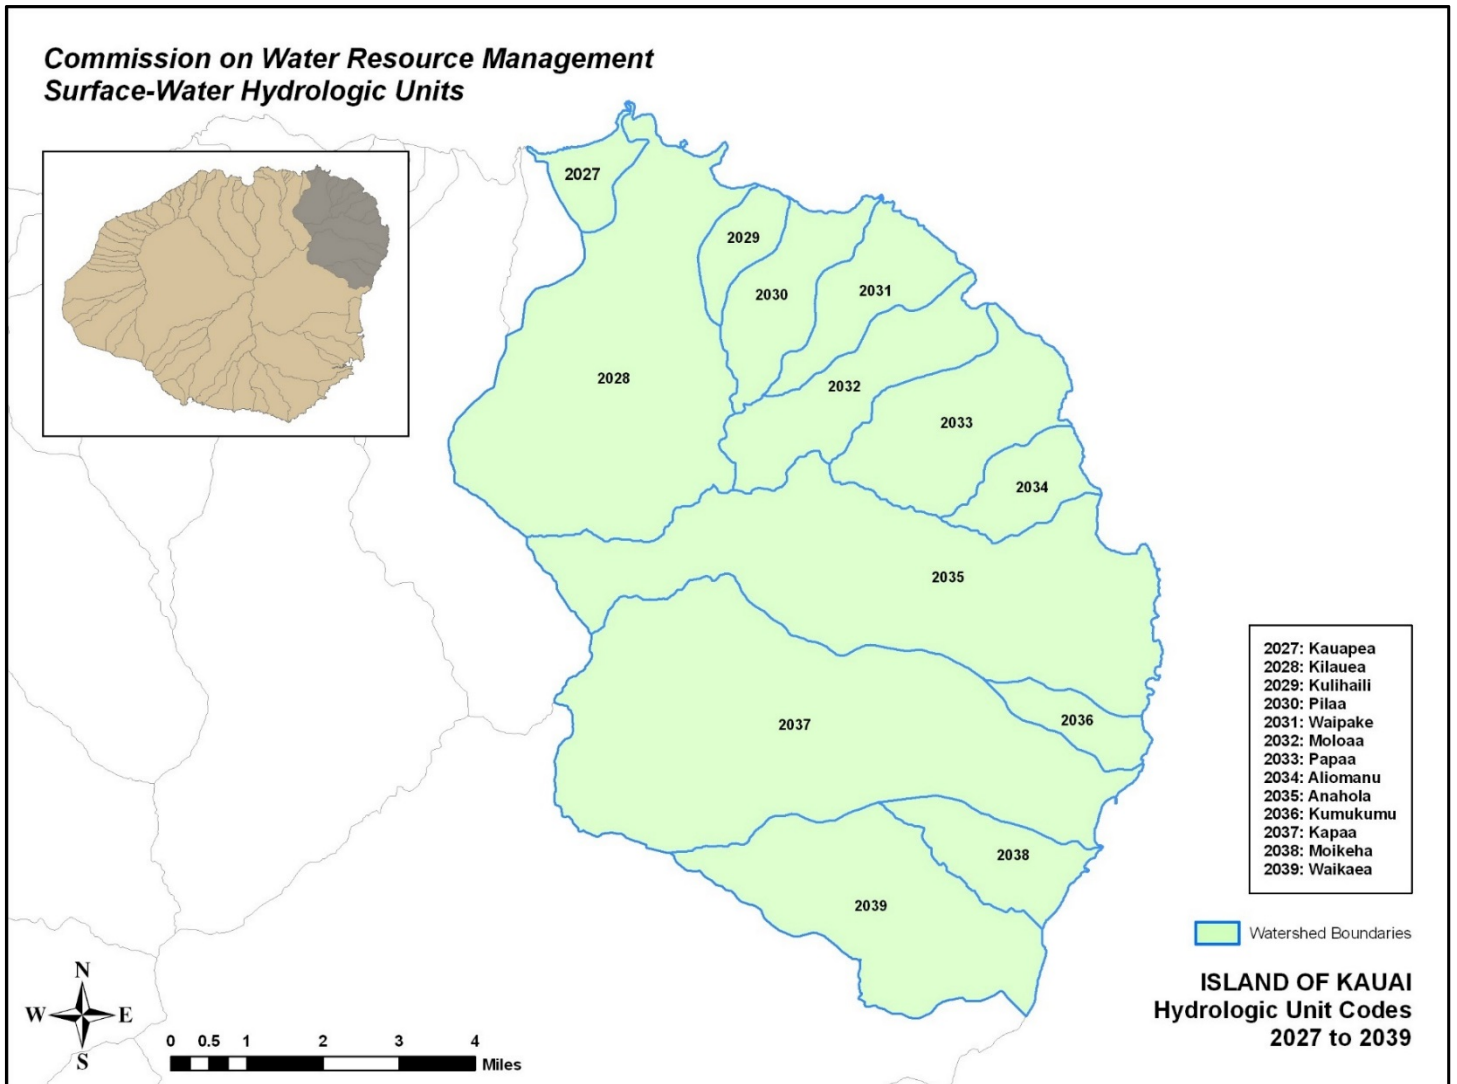 Commission on Water Resource Management
Surface-Water Hydrologic Units
2027
2029
2030
2031
2028
2032
2033
2034
2035
2036
2037
2038
2039
2027: Kauapea
2028: Kilauea
2029: Kulihaili
2030: Pilaa
2031: Waipake
2032: Moloaa
2033: Papaa
2034: Aliomanu
2035: Anahola
2036: Kumukumu
2037: Kapaa
2038: Moikeha
2039: Waikaea
Watershed Boundaries
ISLAND OF KAUAI
Hydrologic Unit Codes
2027 to 2039
N
W E
S
0 0.5 1 2 3 4
Miles